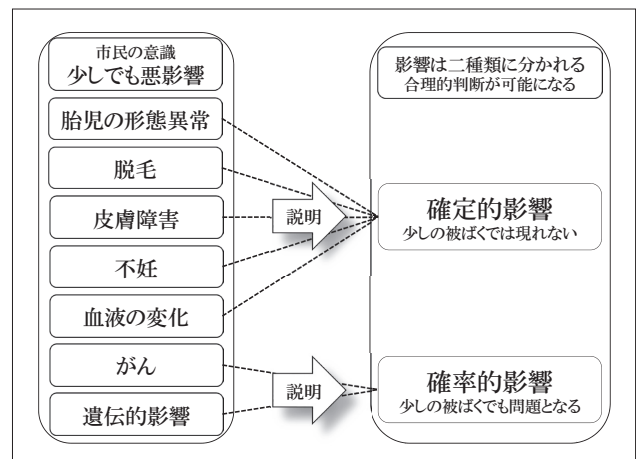 市民の意識
少しでも悪影響
胎児の形態異常
脱毛
皮膚障害
不妊
血液の変化
がん
遺伝的影響
説明
説明
影響は二種類に分かれる
合理的判断が可能になる
確定的影響
少しの被ばくでは現れない
確率的影響
少しの被ばくでも問題となる